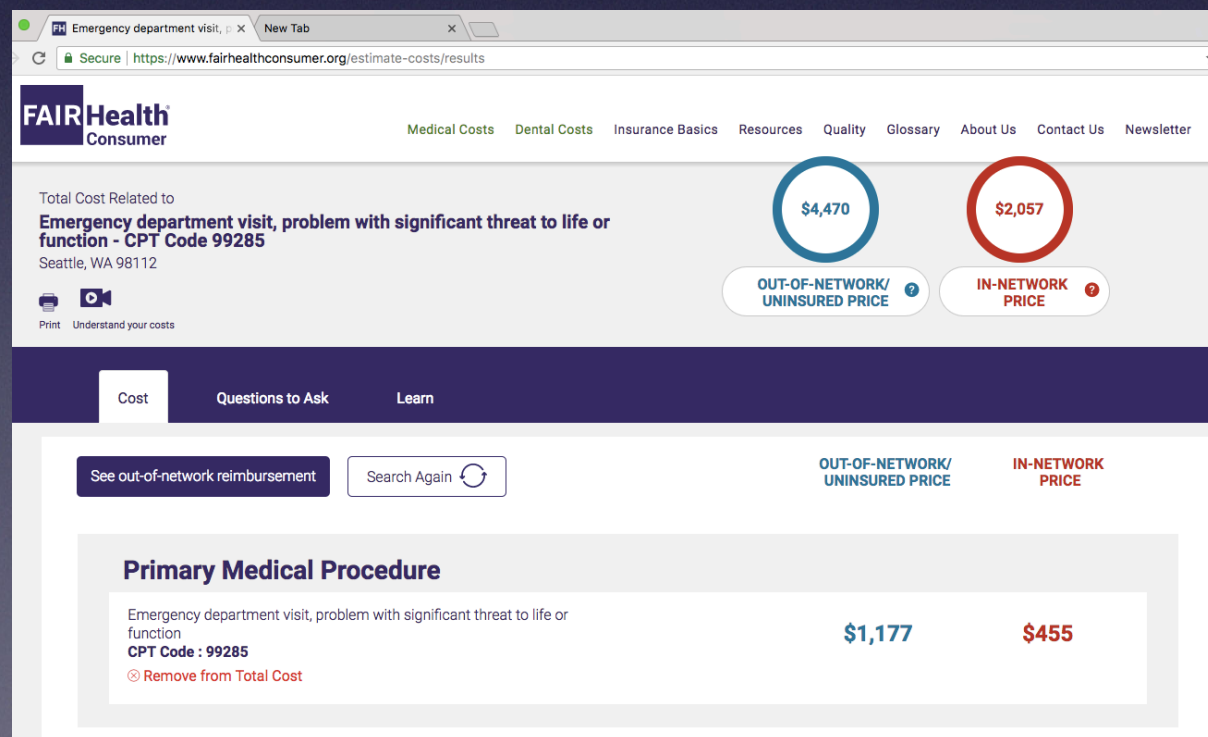 FH Emergency department visit, p
New Tab
Secure https://www.fairhealthconsumer.org/estimate-costs/results
FAIR Health
Consumer
Medical Costs Dental Costs Insurance Basics Resources Quality Glossary About Us Contact Us Newsletter
Total Cost Related to
Emergency department visit, problem with significant threat to life or
function - CPT Code 99285
Seattle, WA 98112
Print Understand your costs
$4,470
OUT-OF-NETWORK/
UNINSURED PRICE ?
$2,057
IN-NETWORK
PRICE ?
Cost Questions to Ask Learn
See out-of-network reimbursement Search Again
OUT-OF-NETWORK/
UNINSURED PRICE
IN-NETWORK
PRICE
Primary Medical Procedure
Emergency department visit, problem with significant threat to life or
function
CPT Code : 99285
Remove from Total Cost
$1,177 $455